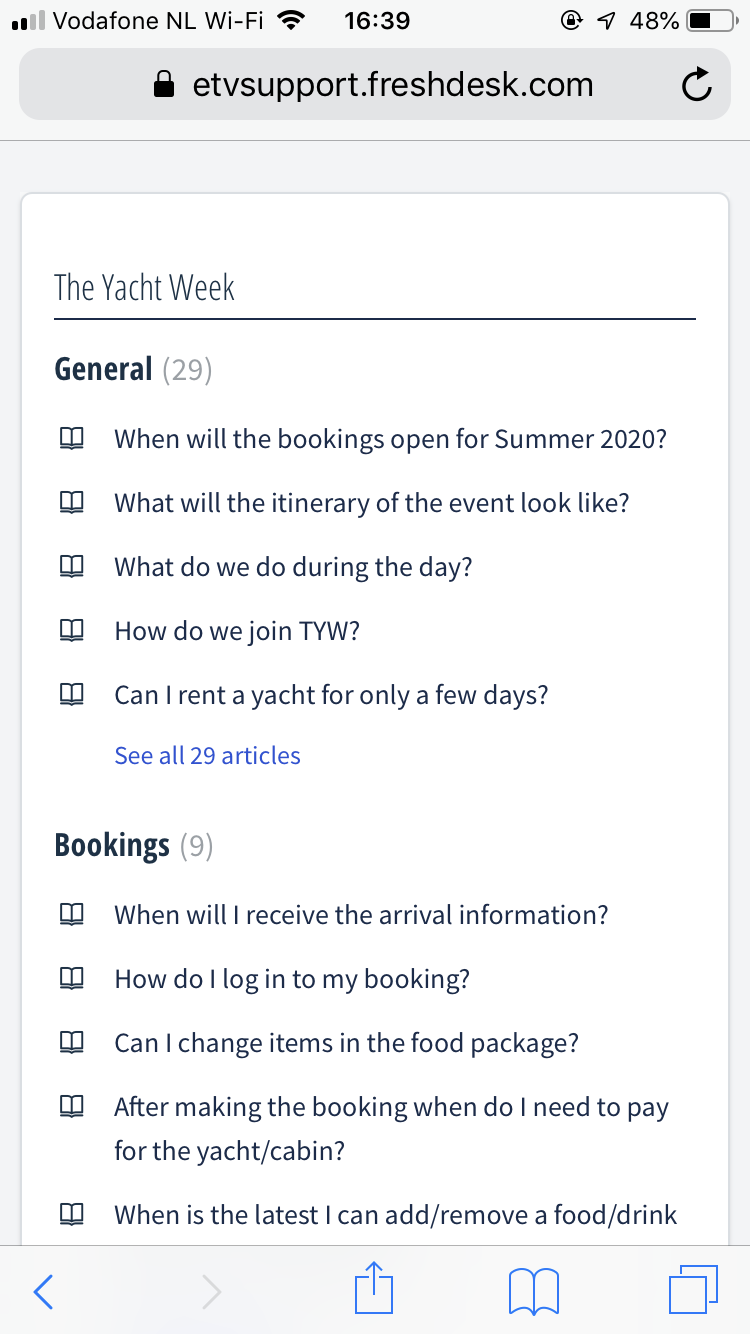 Vodafone NL Wi-Fi 16:39 48%
etvsupport.freshdesk.com
The Yacht Week
General (29)
When will the bookings open for Summer 2020?
What will the itinerary of the event look like?
What do we do during the day?
How do we join TYW?
Can I rent a yacht for only a few days?
See all 29 articles
Bookings (9)
When will I receive the arrival information?
How do I log in to my booking?
Can I change items in the food package?
After making the booking when do I need to pay
for the yacht/cabin?
When is the latest I can add/remove a food/drink